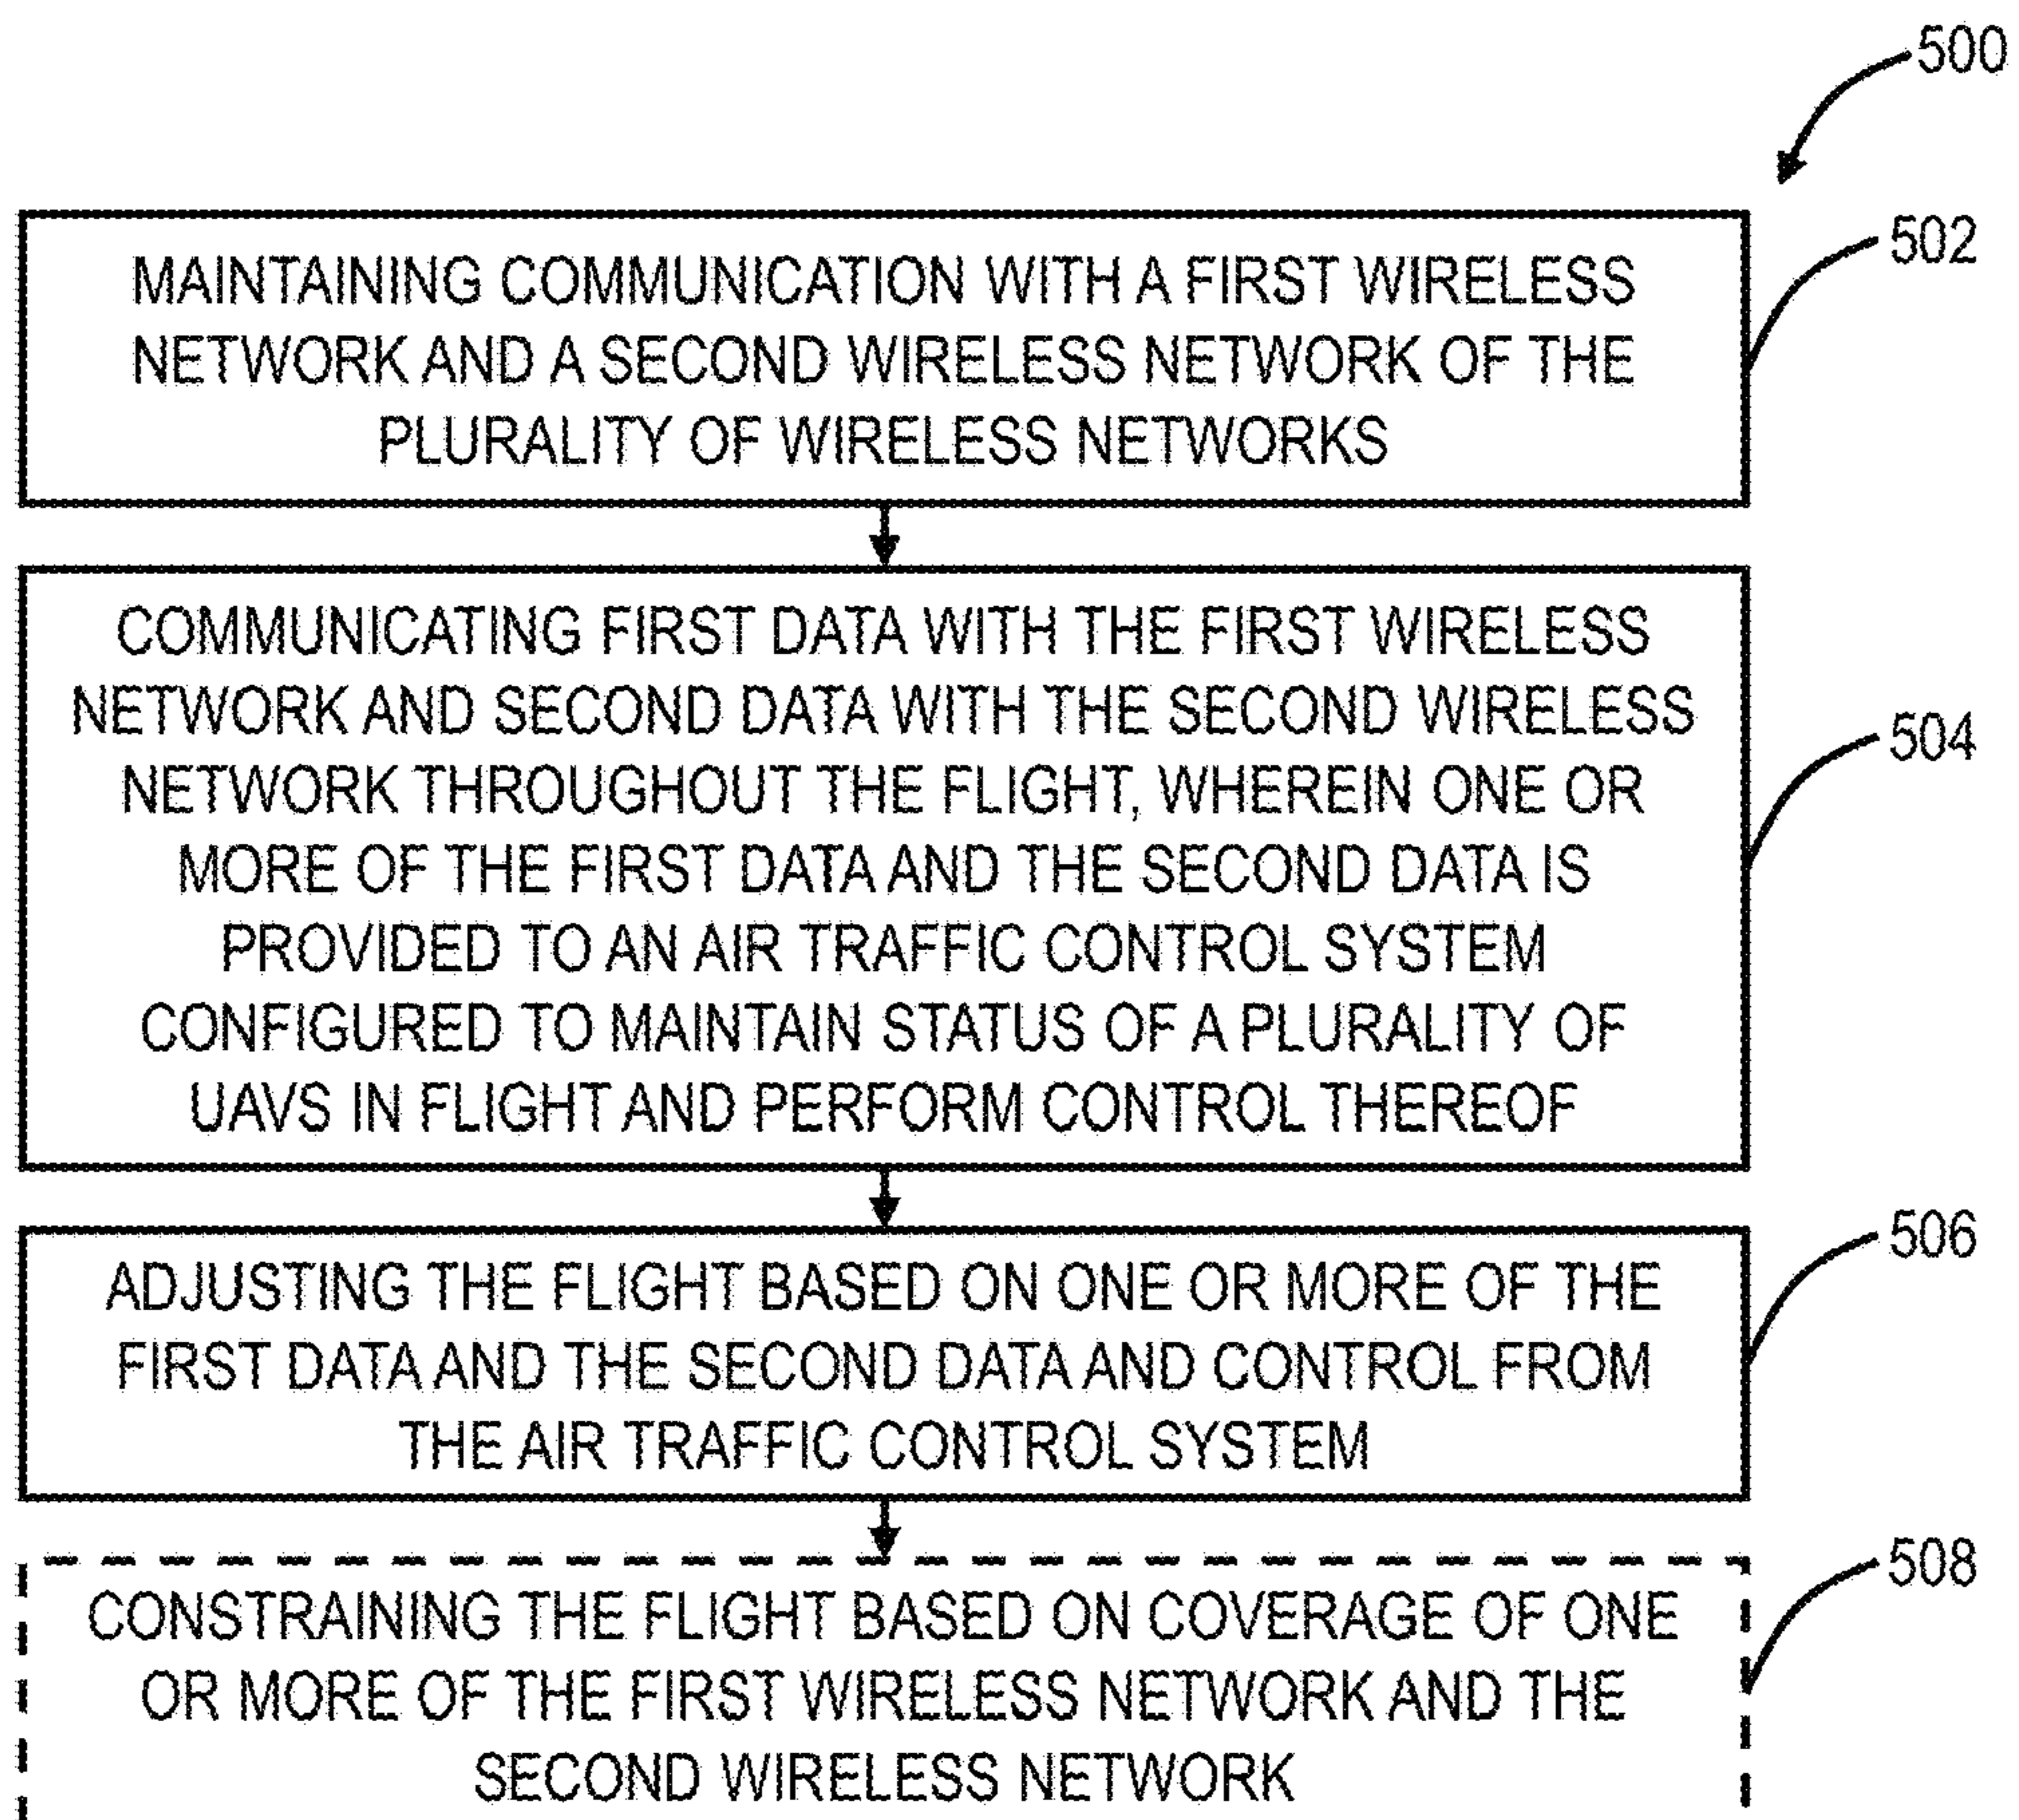 500
502
MAINTAINING COMMUNICATION WITH A FIRST WIRELESS
NETWORK AND A SECOND WIRELESS NETWORK OF THE
PLURALITY OF WIRELESS NETWORKS
504
COMMUNICATING FIRST DATA WITH THE FIRST WIRELESS
NETWORK AND SECOND DATA WITH THE SECOND WIRELESS
NETWORK THROUGHOUT THE FLIGHT, WHEREIN ONE OR
MORE OF THE FIRST DATA AND THE SECOND DATA IS
PROVIDED TO AN AIR TRAFFIC CONTROL SYSTEM
CONFIGURED TO MAINTAIN STATUS OF A PLURALITY OF
UAVS IN FLIGHT AND PERFORM CONTROL THEREOF
506
ADJUSTING THE FLIGHT BASED ON ONE OR MORE OF THE
FIRST DATA AND THE SECOND DATA AND CONTROL FROM
THE AIR TRAFFIC CONTROL SYSTEM
508
CONSTRAINING THE FLIGHT BASED ON COVERAGE OF ONE
OR MORE OF THE FIRST WIRELESS NETWORK AND THE
SECOND WIRELESS NETWORK